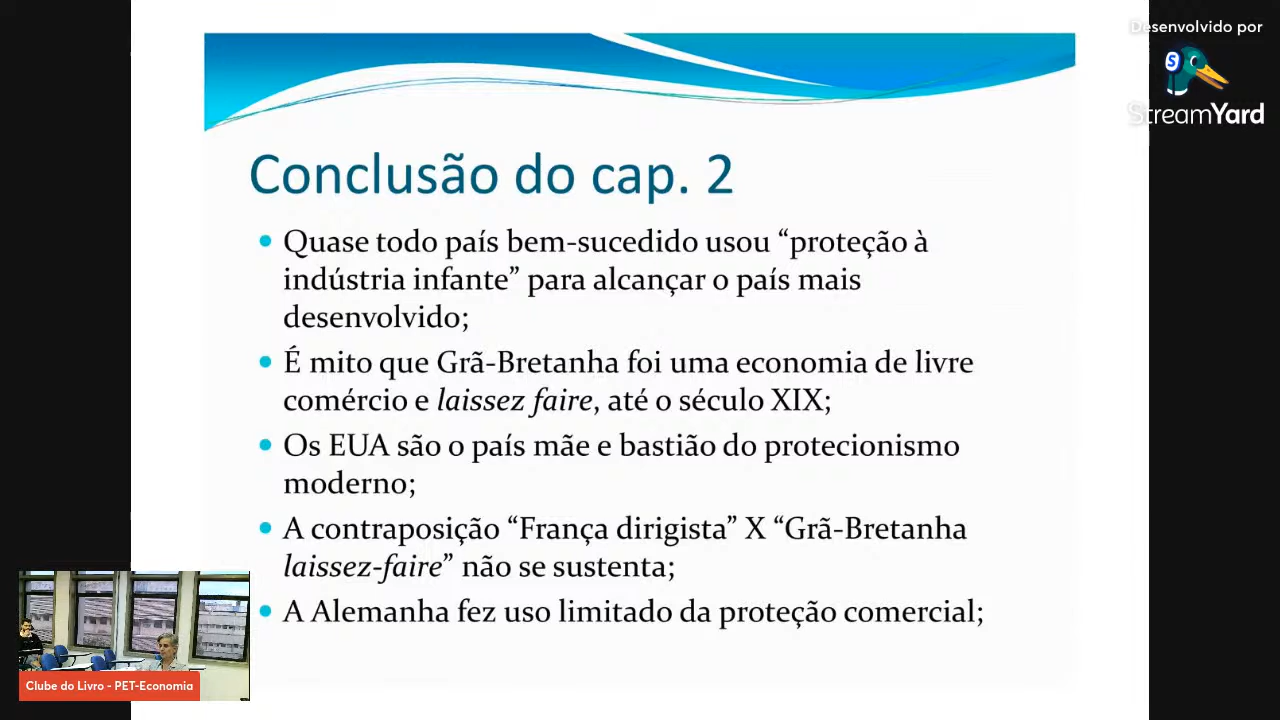 Desenvolvido por
StreamYard
Conclusão do cap. 2
• Quase todo país bem-sucedido usou “proteção à
indústria infante” para alcançar o país mais
desenvolvido;
• É mito que Grã-Bretanha foi uma economia de livre
comércio e laissez faire, até o século XIX;
• Os EUA são o país mãe e bastião do protecionismo
moderno;
• A contraposição “França dirigista” X “Grã-Bretanha
laissez-faire” não se sustenta;
• A Alemanha fez uso limitado da proteção comercial;
Clube do Livro - PET-Economia